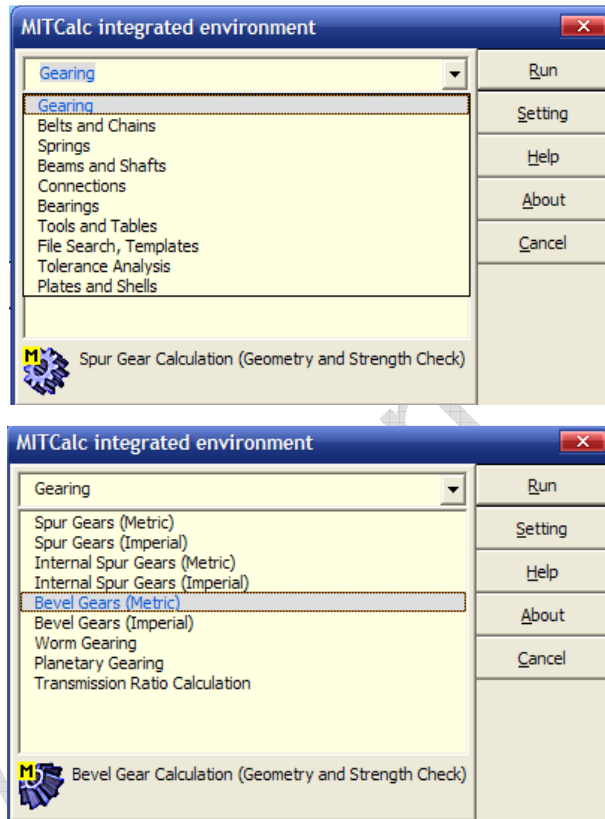 MITCalc integrated environment
Gearing
Run
Gearing
Belts and Chains
Springs
Beams and Shafts
Connections
Bearings
Tools and Tables
File Search, Templates
Tolerance Analysis
Plates and Shells
Setting
Help
About
Cancel
M
Spur Gear Calculation (Geometry and Strength Check)
MITCalc integrated environment
Gearing
Run
Spur Gears (Metric)
Spur Gears (Imperial)
Internal Spur Gears (Metric)
Internal Spur Gears (Imperial)
Bevel Gears (Metric)
Bevel Gears (Imperial)
Worm Gearing
Planetary Gearing
Transmission Ratio Calculation
Setting
Help
About
Cancel
M
Bevel Gear Calculation (Geometry and Strength Check)